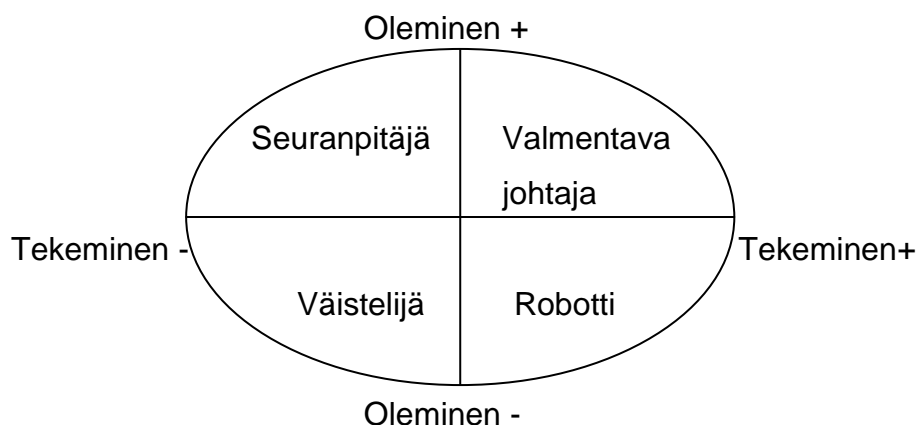 Oleminen +
Seuranpitäjä
Valmentava
johtaja
Tekeminen -
Tekeminen+
Väistelijä
Robotti
Oleminen -